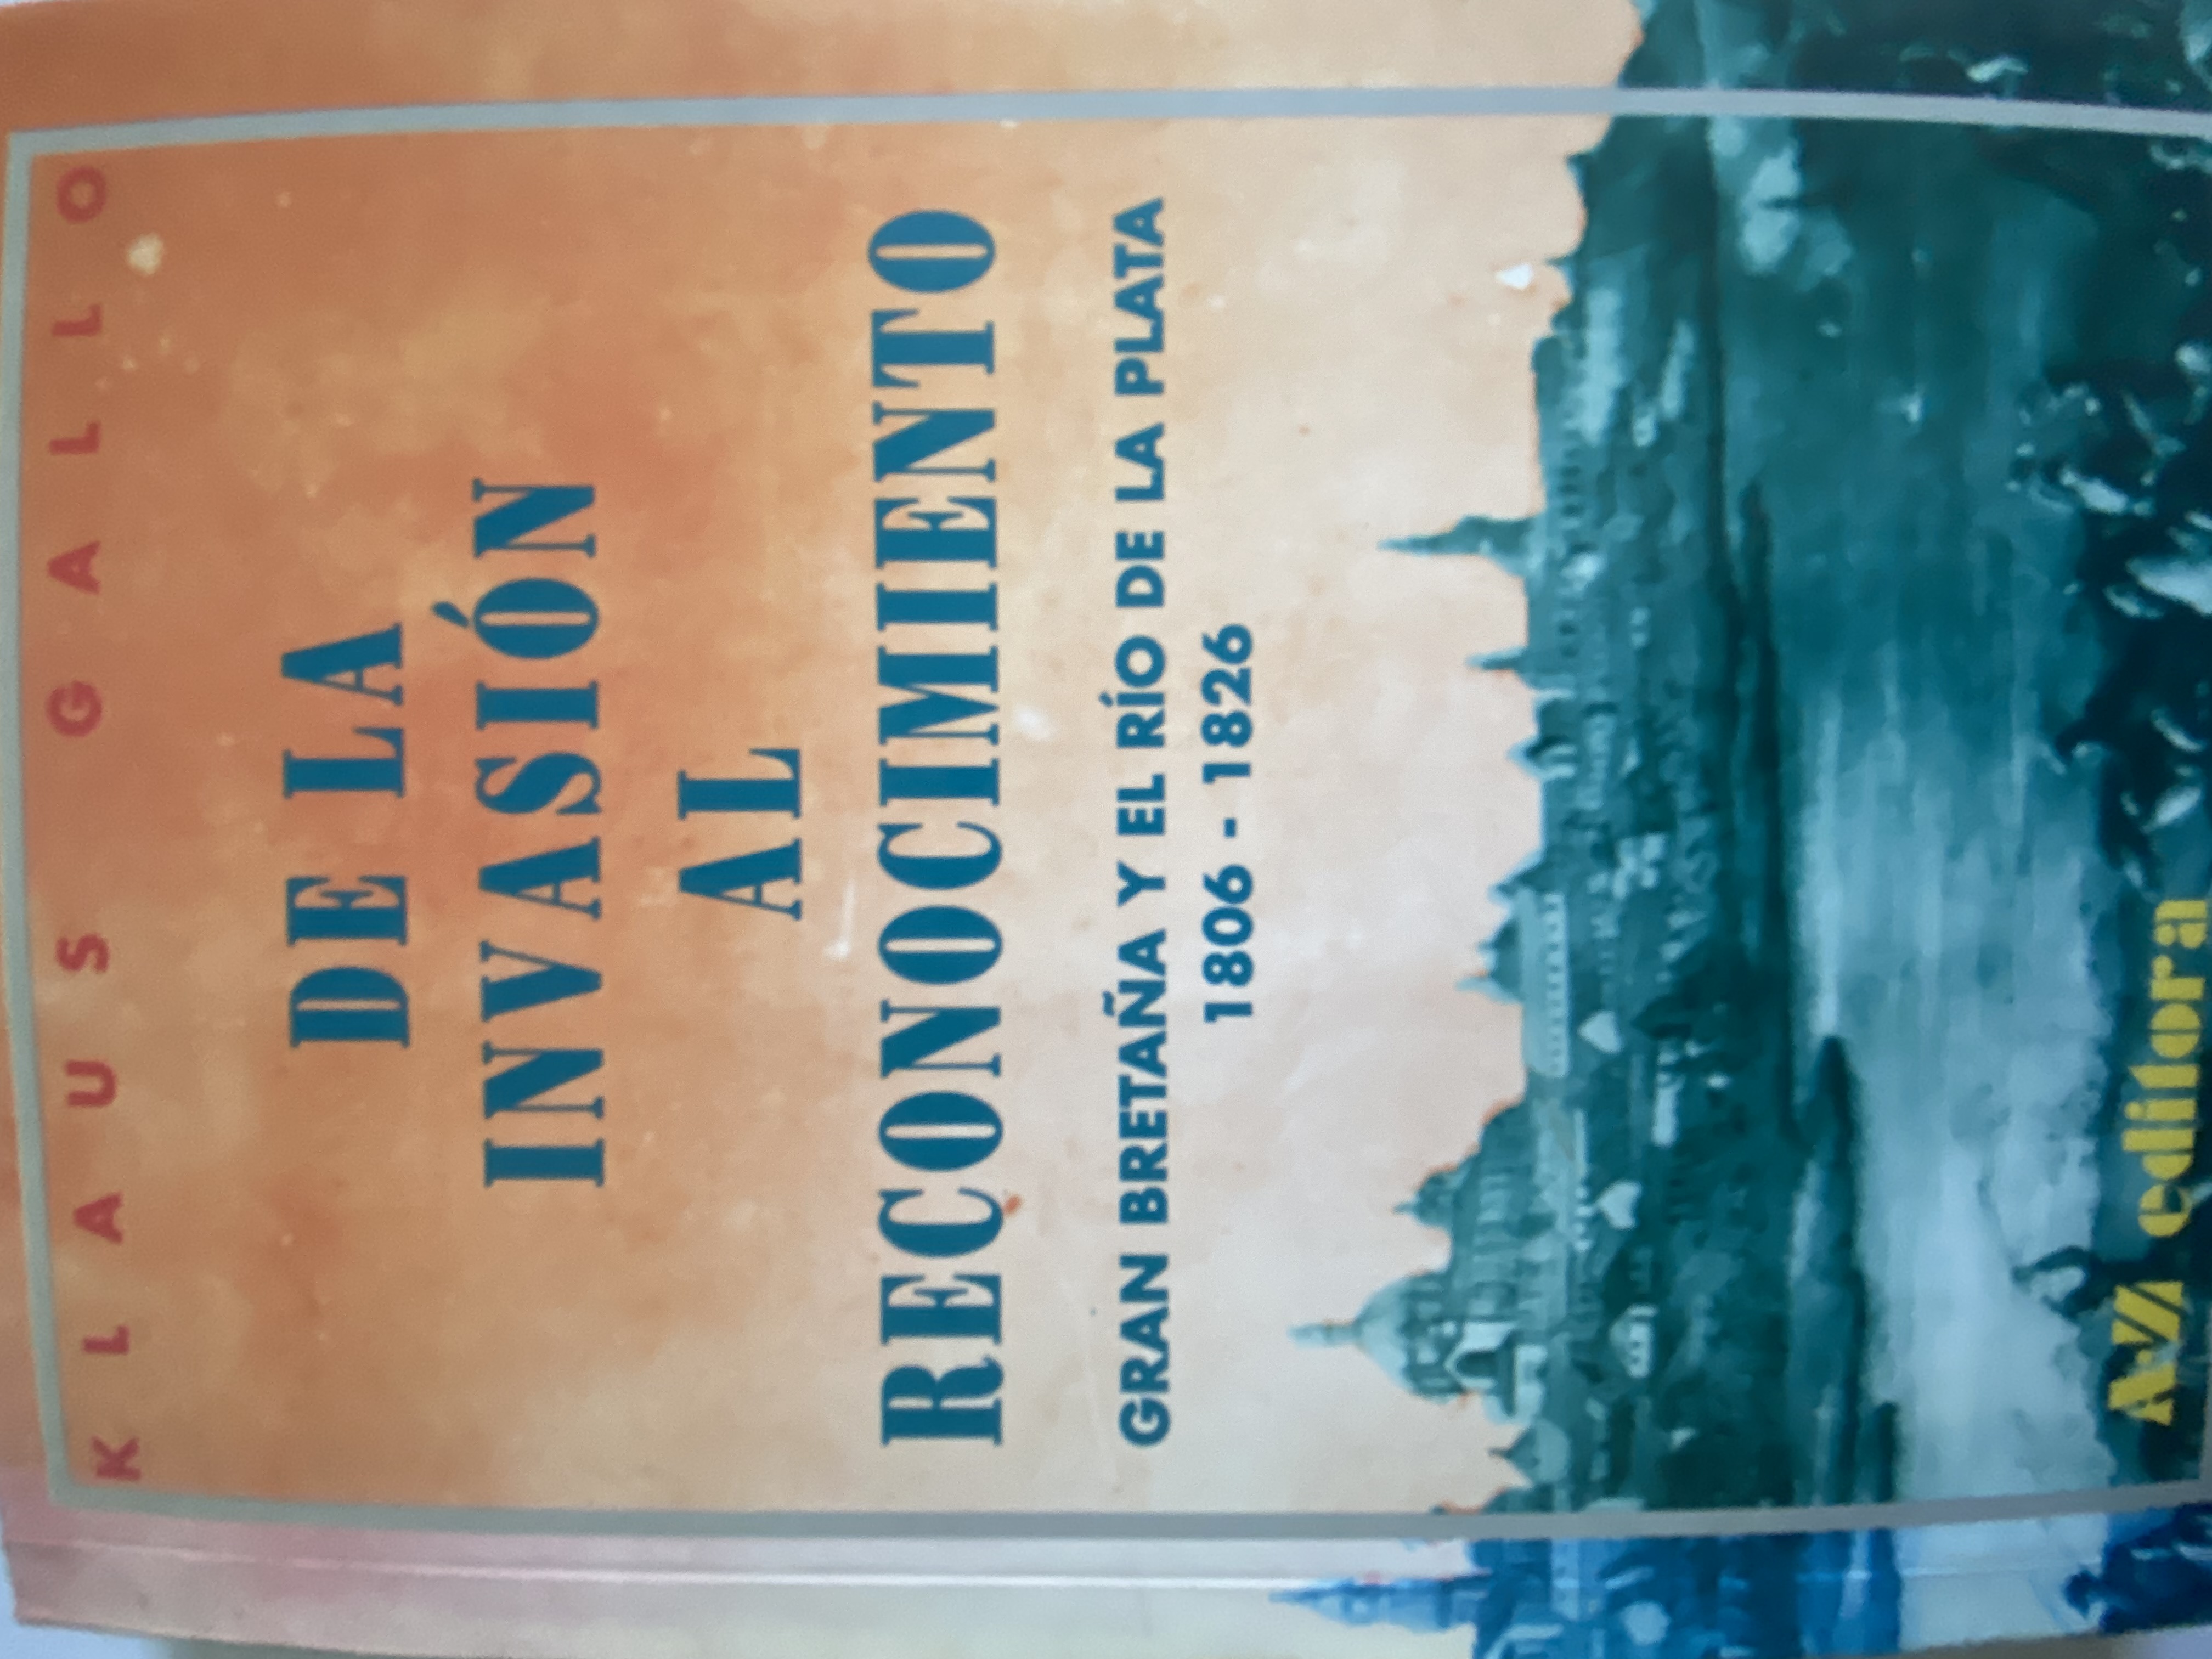 KLAUS GALLO
DE LA
INVASIÓN
AL
RECONOCIMIENTO
GRAN BRETAÑA Y EL RÍO DE LA PLATA
1806 - 1826
A-Z editora